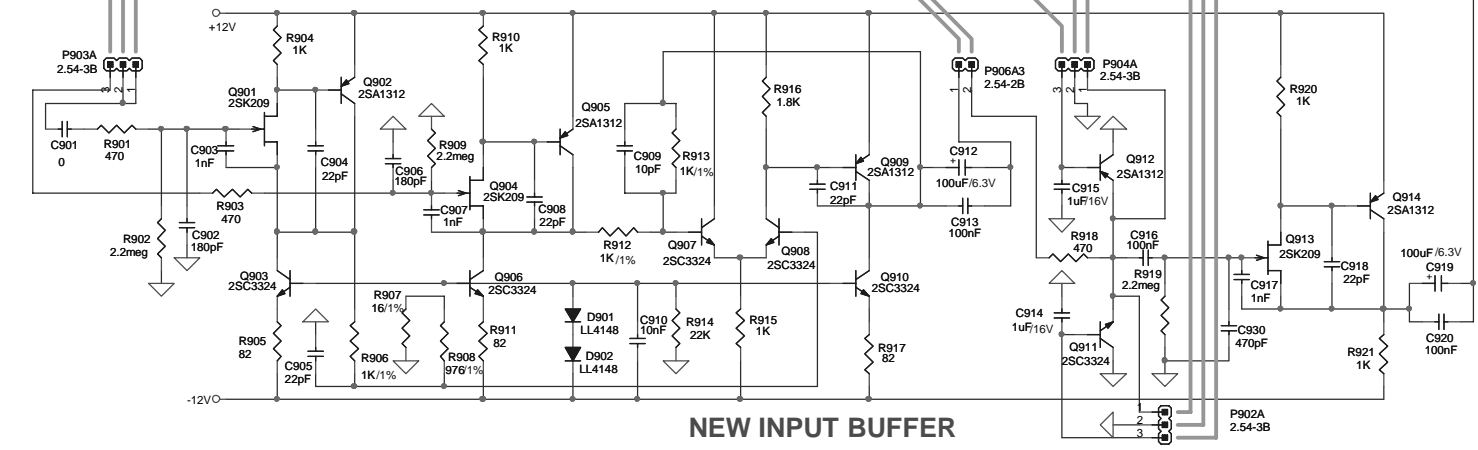 +12V
P903A
2.54-3B
3
2
1
R904
1K
Q901
2SK209
Q902
2SA1312
C901
0
R901
470
C903
1nF
C904
22pF
R903
470
R902
2.2meg
C902
180pF
Q903
2SC3324
R905
82
C905
22pF
R906
1K/1%
R910
1K
R909
2.2meg
C906
180pF
Q904
2SK209
C907
1nF
C908
22pF
Q905
2SA1312
R907
16/1%
R908
976/1%
Q906
2SC3324
R911
82
R912
1K/1%
D901
LL4148
D902
LL4148
C910
10nF
R914
22K
C909
10pF
R913
1K/1%
Q907
2SC3324
R915
1K
R916
1.8K
Q908
2SC3324
C911
22pF
Q909
2SA1312
Q910
2SC3324
R917
82
P906A3
2.54-2B
1
2
C912
+
100uF/6.3V
C913
100nF
P904A
2.54-3B
3
2
1
Q912
2SA1312
C915
1uF/16V
R918
470
C916
100nF
R919
2.2meg
C914
1uF/16V
Q911
2SC3324
C917
1nF
C930
470pF
Q913
2SK209
R920
1K
C918
22pF
Q914
2SA1312
R921
1K
100uF/6.3V
C919
+
C920
100nF
-12V
NEW INPUT BUFFER
1
2
3
P902A
2.54-3B